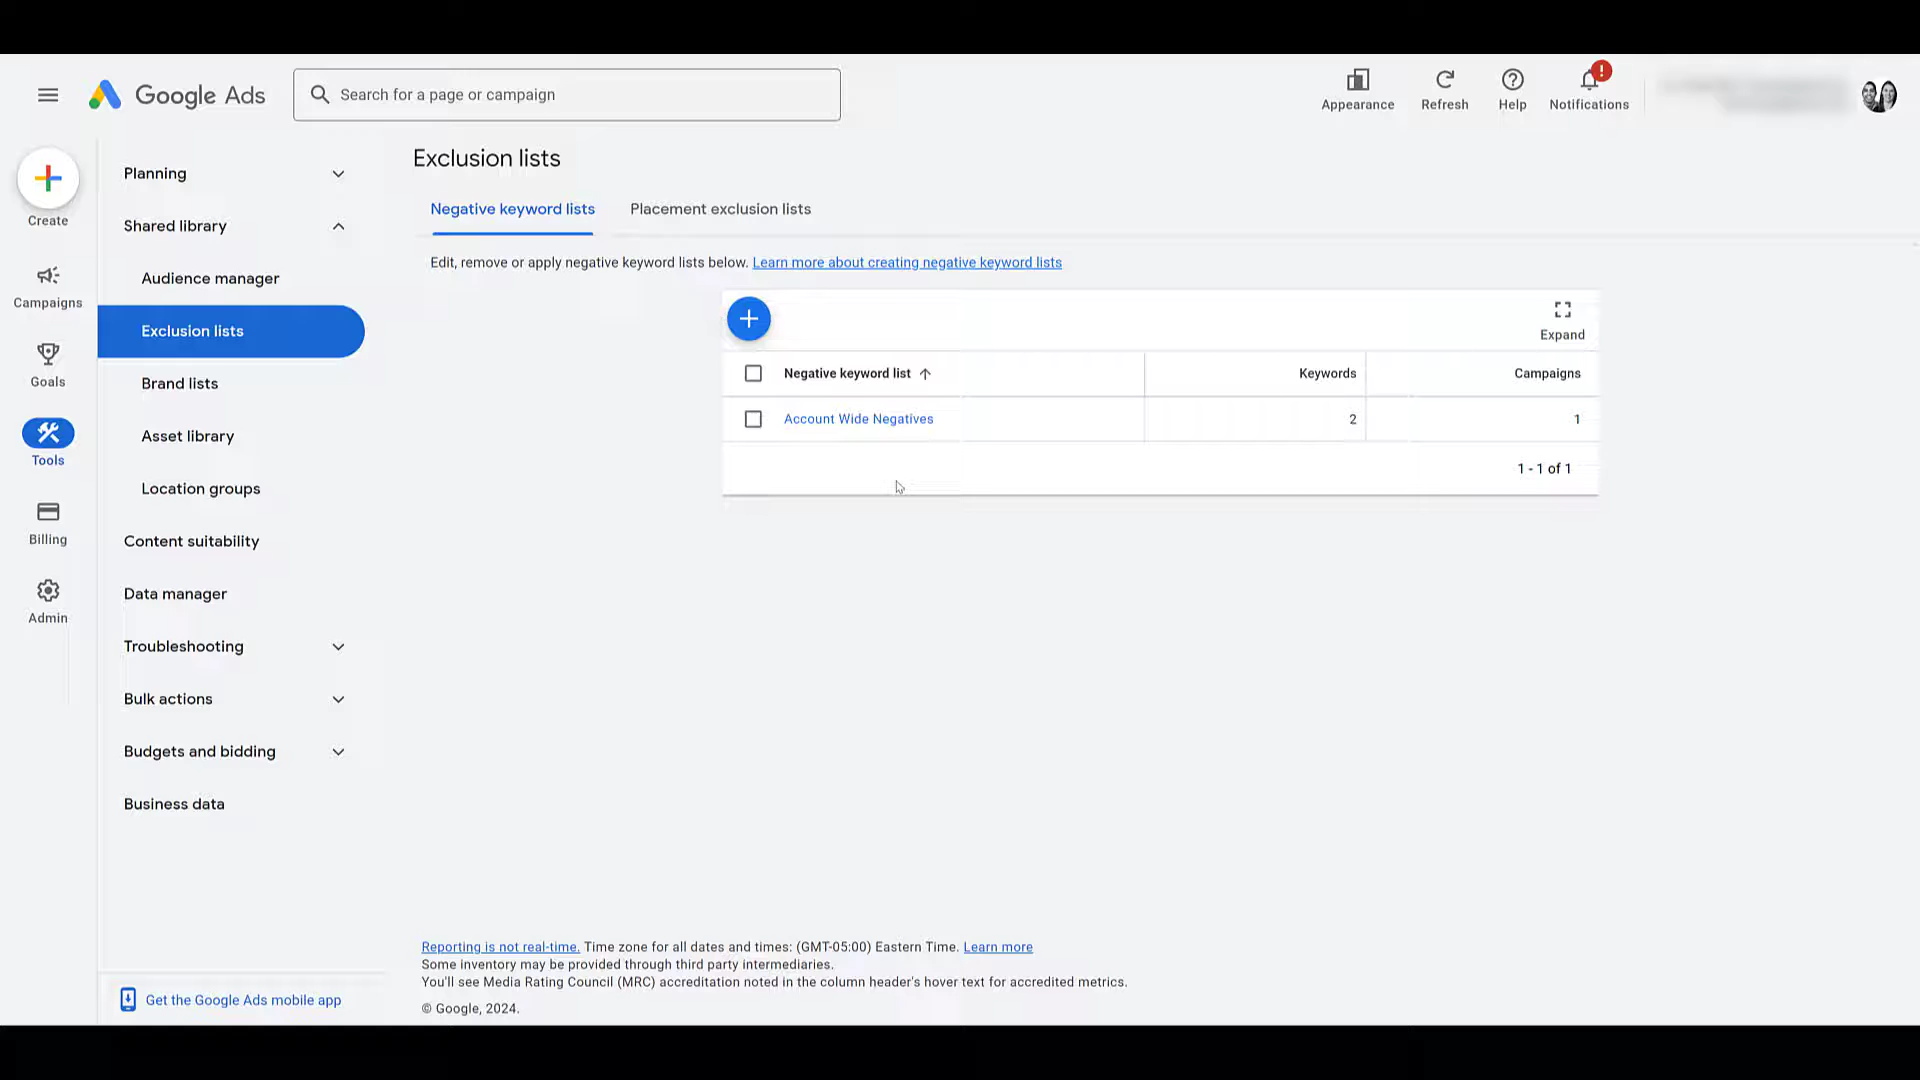 Google Ads
Search for a page or campaign
Appearance
Refresh
Help
!
Notifications
Create
Campaigns
Goals
Tools
Billing
Admin
Planning
Shared library
Audience manager
Exclusion lists
Brand lists
Asset library
Location groups
Content suitability
Data manager
Troubleshooting
Bulk actions
Budgets and bidding
Business data
Get the Google Ads mobile app
Exclusion lists
Negative keyword lists Placement exclusion lists
Edit, remove or apply negative keyword lists below. Learn more about creating negative keyword lists
Expand
Negative keyword list Keywords Campaigns
Account Wide Negatives 2 1
1 - 1 of 1
Reporting is not real-time. Time zone for all dates and times: (GMT-05:00) Eastern Time. Learn more
Some inventory may be provided through third party intermediaries.
You'll see Media Rating Council (MRC) accreditation noted in the column header's hover text for accredited metrics.
© Google, 2024.